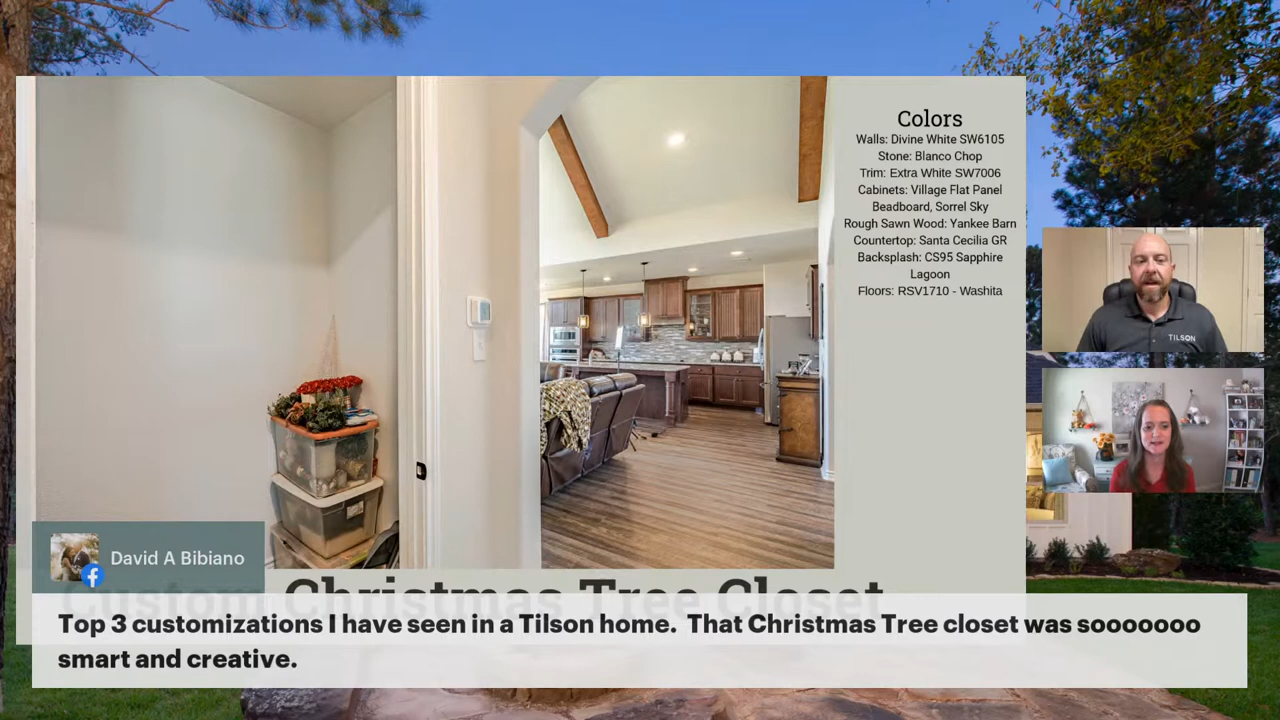 Colors
Walls: Divine White SW6105
Stone: Blanco Chop
Trim: Extra White SW7006
Cabinets: Village Flat Panel
Beadboard, Sorrel Sky
Rough Sawn Wood: Yankee Barn
Countertop: Santa Cecilia GR
Backsplash: CS95 Sapphire
Lagoon
Floors: RSV1710 - Washita
TILSON
David A Bibiano
Custom Christmas Tree Closet
Top 3 customizations I have seen in a Tilson home. That Christmas Tree closet was sooooooo
smart and creative.